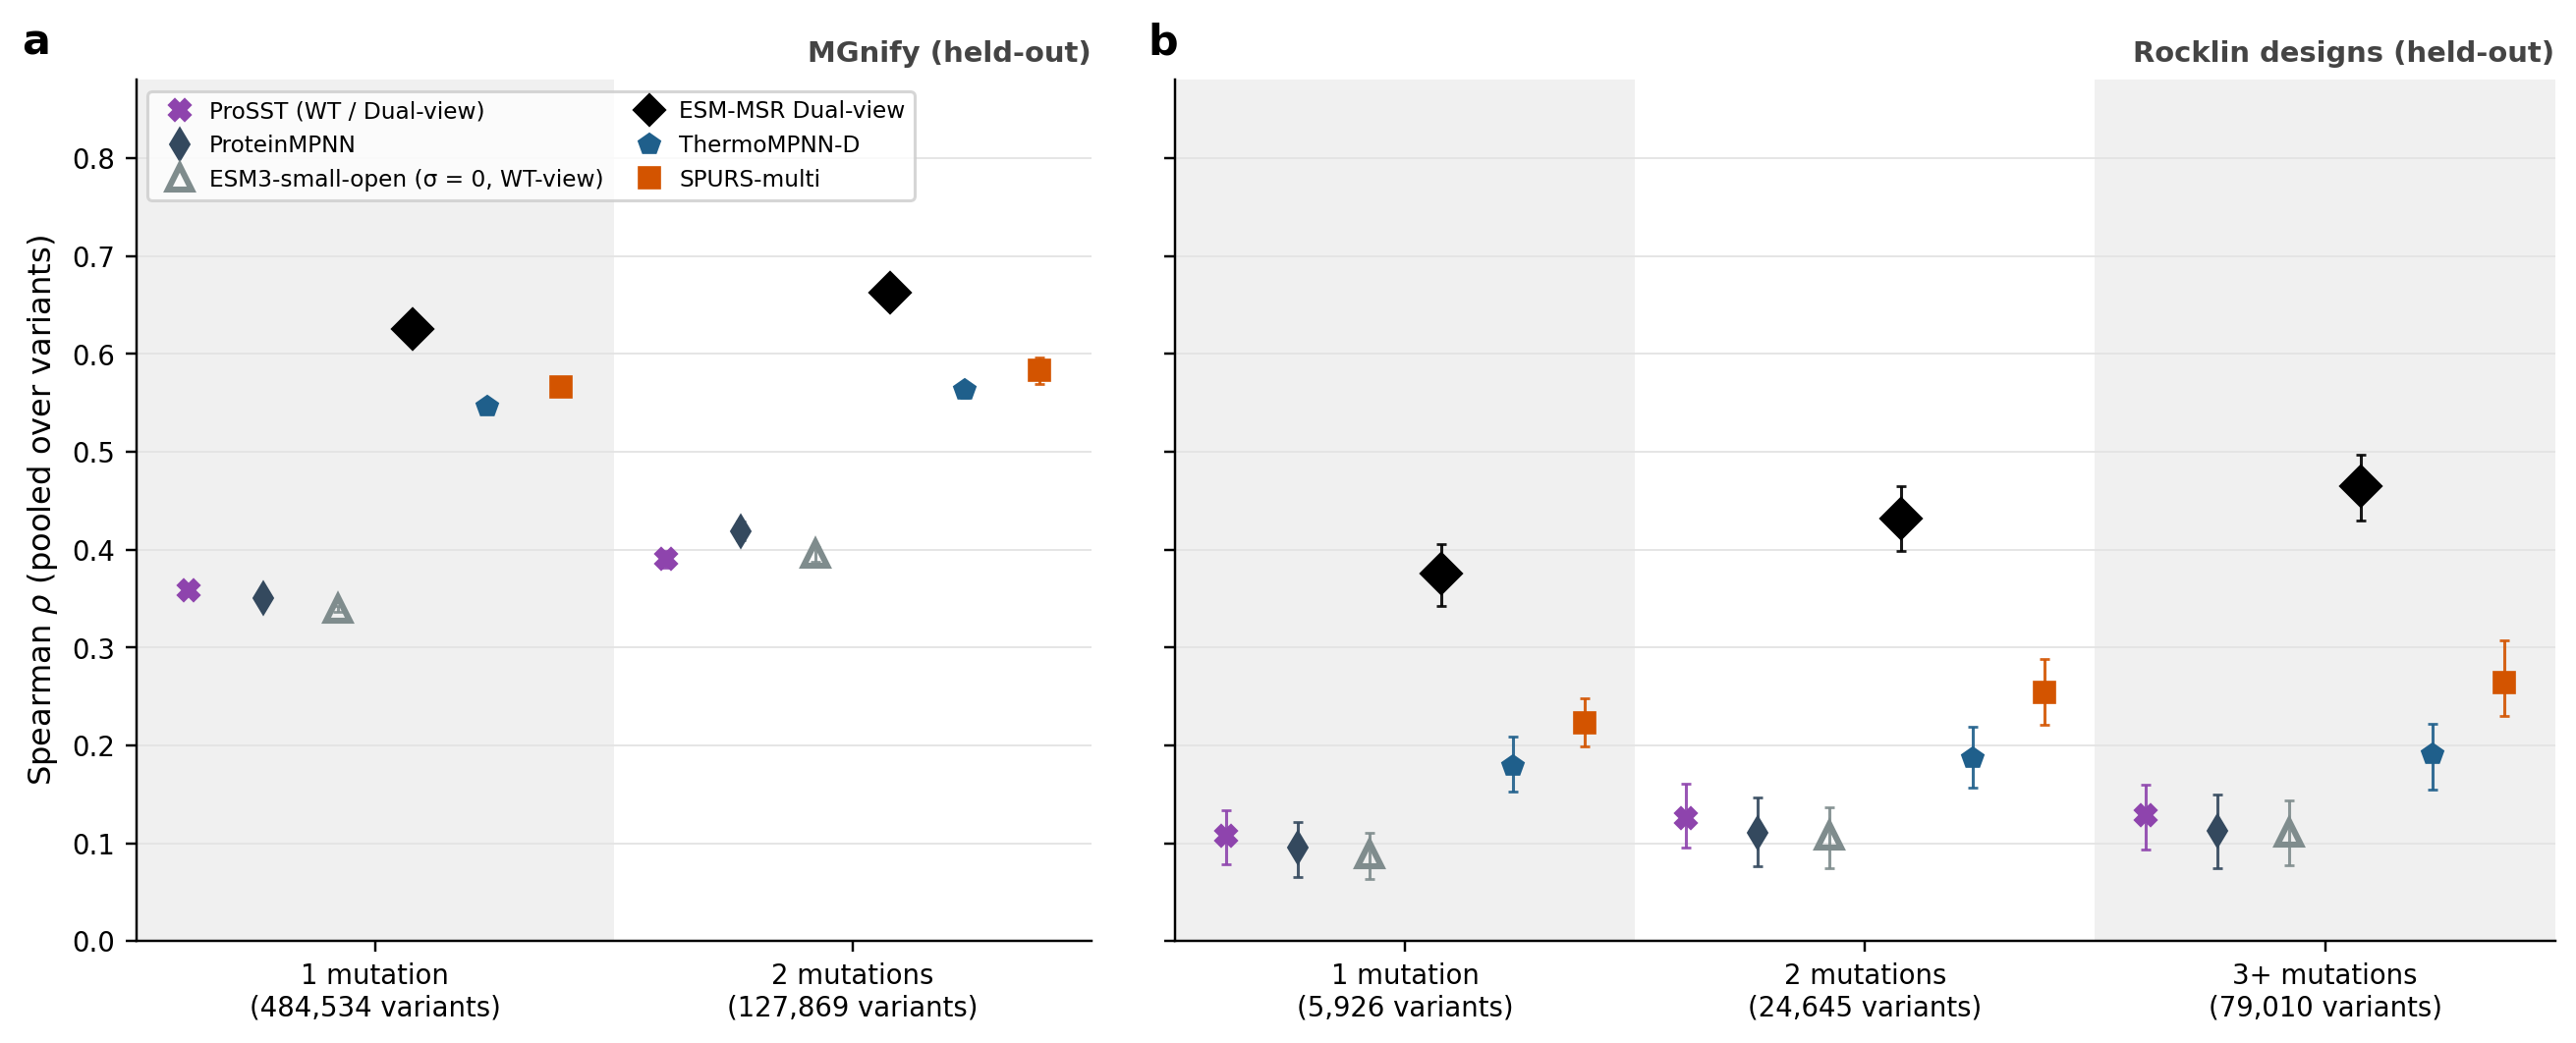 a
MGnify (held-out)
ProSST (WT / Dual-view)
ProteinMPNN
ESM3-small-open (σ = 0, WT-view)
ESM-MSR Dual-view
ThermoMPNN-D
SPURS-multi
Spearman ρ (pooled over variants)
0.8
0.7
0.6
0.5
0.4
0.3
0.2
0.1
0.0
1 mutation
(484,534 variants)
2 mutations
(127,869 variants)
b
Rocklin designs (held-out)
1 mutation
(5,926 variants)
2 mutations
(24,645 variants)
3+ mutations
(79,010 variants)